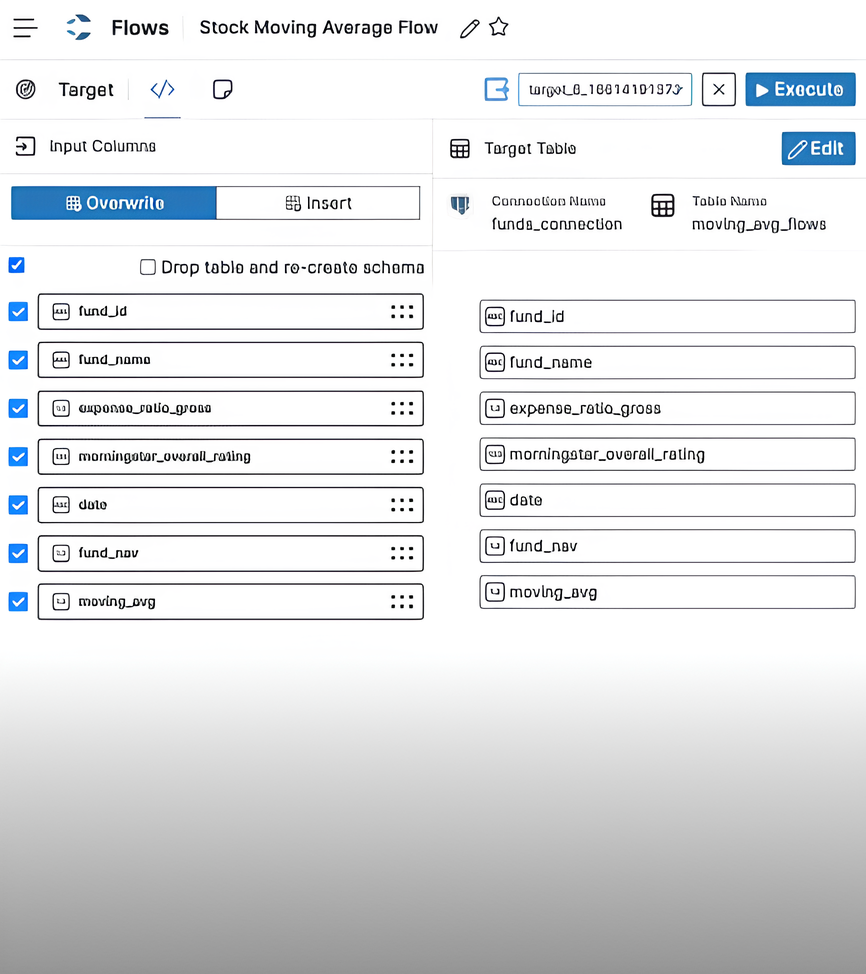 Flows
Stock Moving Average Flow
Target
</>
Execute
Input Columns
Target Table
Edit
Overwrite
Insert
Connection Name
funds_connection
Table Name
moving_avg_flows
Drop table and re-create schema
fund_id
fund_name
expense_ratio_gross
morningstar_overall_rating
date
fund_nav
moving_avg
fund_id
fund_name
expense_ratio_gross
morningstar_overall_rating
date
fund_nav
moving_avg